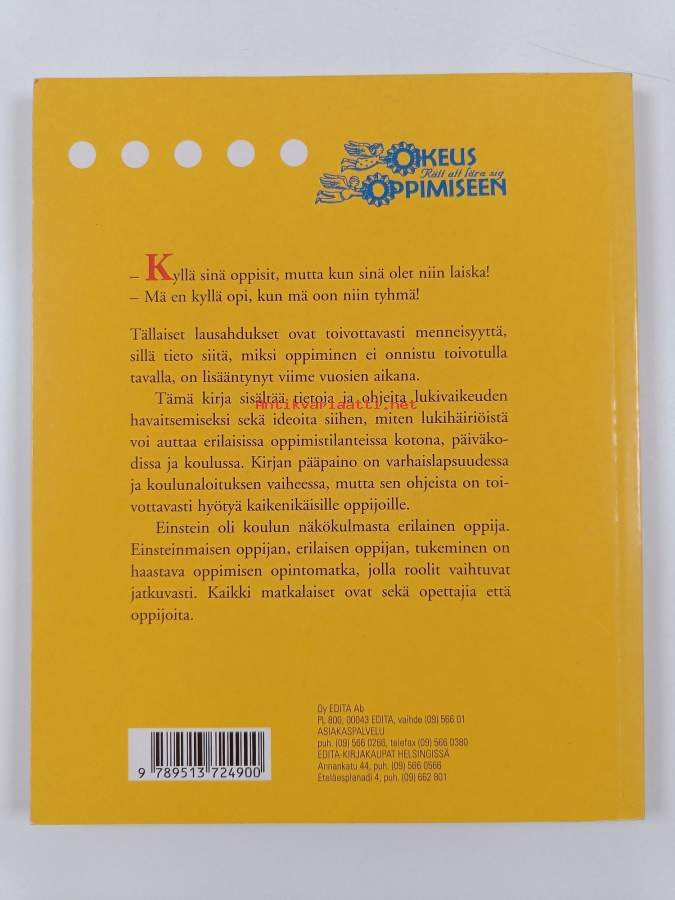 OIKEUS
Rätt att lära sig
OPPIMISEEN
– Kyllä sinä oppisit, mutta kun sinä olet niin laiska!
– Mä en kyllä opi, kun mä oon niin tyhmä!
Tällaiset lausahdukset ovat toivottavasti menneisyyttä,
sillä tieto siitä, miksi oppiminen ei onnistu toivotulla
tavalla, on lisääntynyt viime vuosien aikana.
Tämä kirja sisältää tietoja ja ohjeita lukivaikeuden
Antikvariaatti.net
havaitsemiseksi sekä ideoita siihen, miten lukihäiriöistä
voi auttaa erilaisissa oppimistilanteissa kotona, päiväko-
dissa ja koulussa. Kirjan pääpaino on varhaislapsuudessa
ja koulunaloituksen vaiheessa, mutta sen ohjeista on toi-
vottavasti hyötyä kaikenikäisille oppijoille.
Einstein oli koulun näkökulmasta erilainen oppija.
Einsteinmaisen oppijan, erilaisen oppijan, tukeminen on
haastava oppimisen opintomatka, jolla roolit vaihtuvat
jatkuvasti. Kaikki matkalaiset ovat sekä opettajia että
oppijoita.
Oy EDITA Ab
PL 800, 00043 EDITA, vaihde (09) 566 01
ASIAKASPALVELU
puh. (09) 566 0266, telefax (09) 566 0380
EDITA-KIRJAKAUPAT HELSINGISSÄ
Annankatu 44, puh. (09) 566 0566
Eteläesplanadi 4, puh. (09) 662 801
9 789513 724900